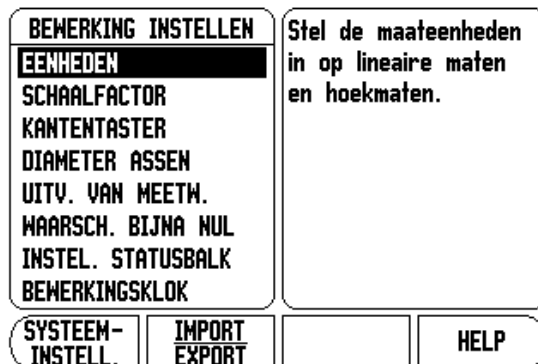 BEWERKING INSTELLEN
EENHEDEN
SCHAALFACTOR
KANTENTASTER
DIAMETER ASSEN
UITV. VAN MEETW.
WAARSCH. BIJNA NUL
INSTEL. STATUSBALK
BEWERKINGSKLOK
Stel de maateenheden
in op lineaire maten
en hoekmaten.
SYSTEEM-
INSTELL.
IMPORT
EXPORT
HELP